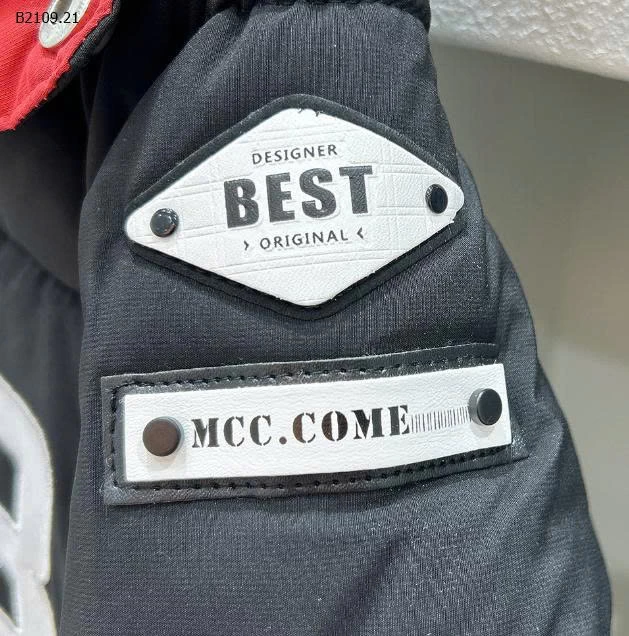 B2109.21
DESIGNER
BEST
› ORIGINAL ‹
MCC.COME